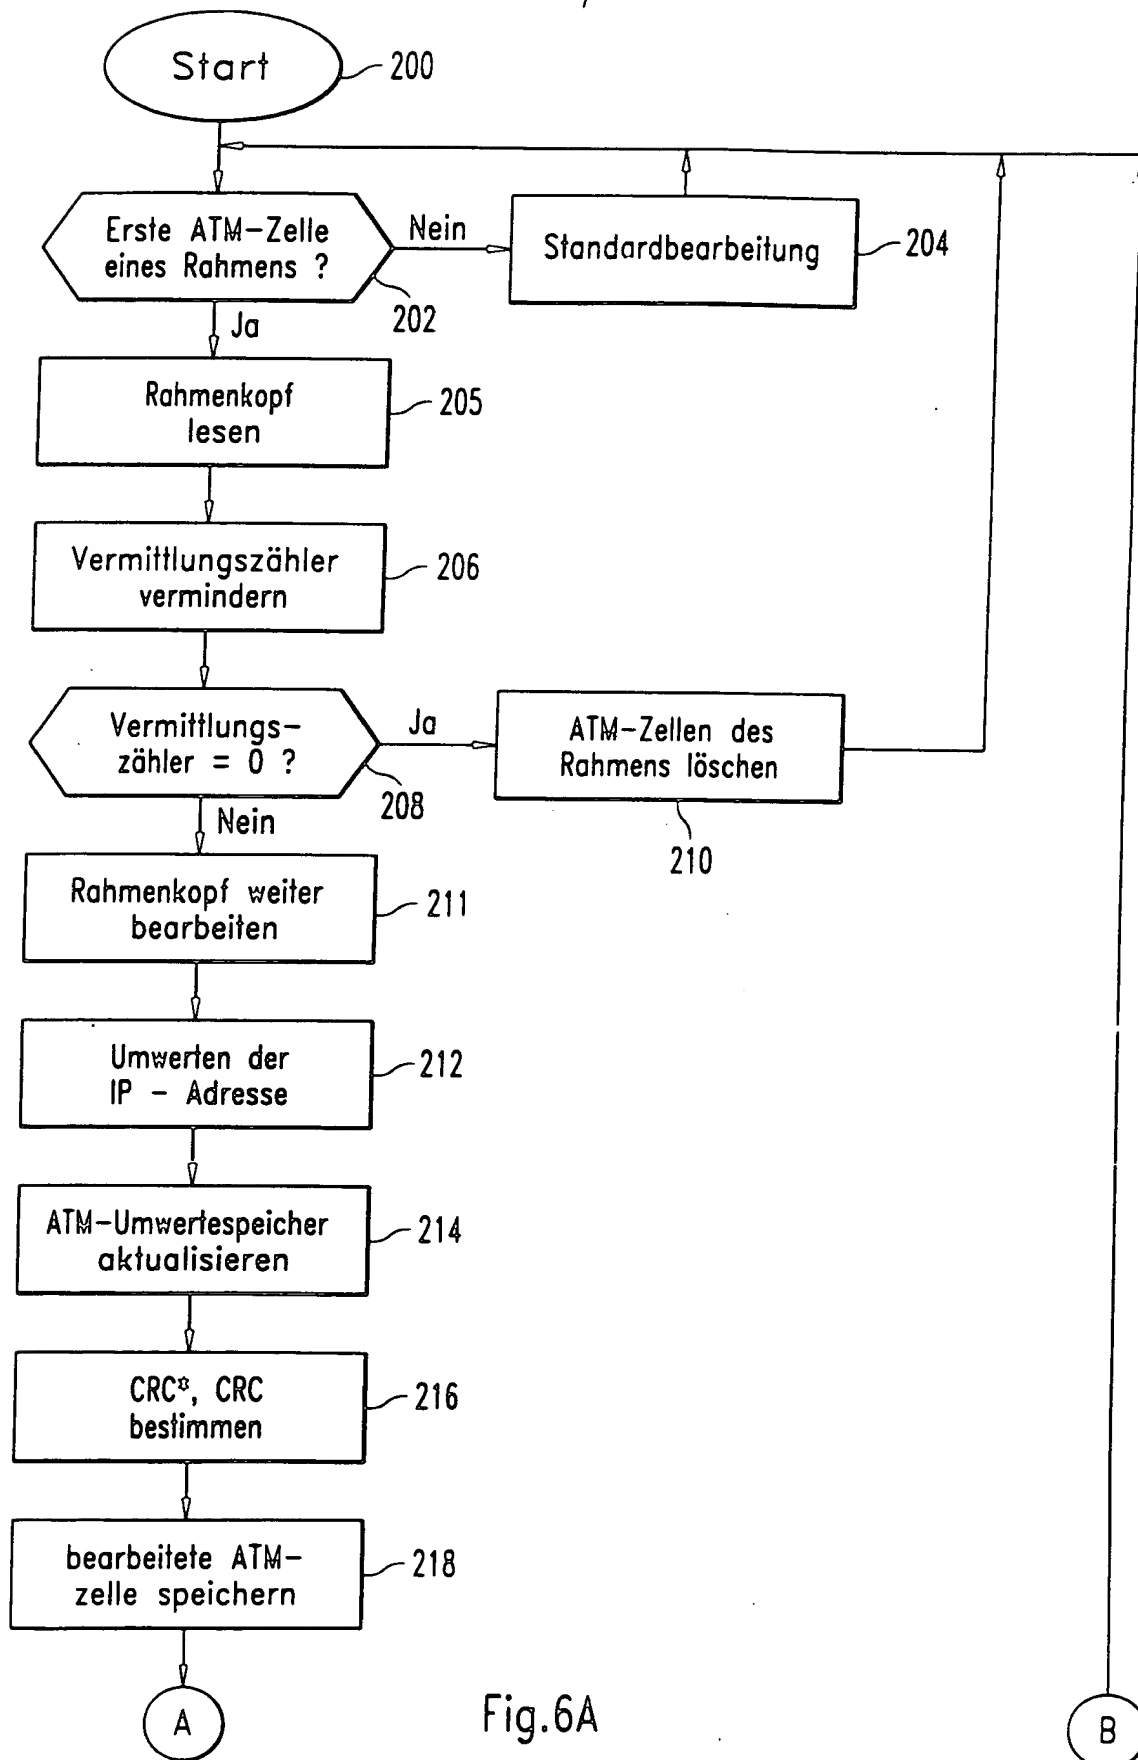 Start
200
Erste ATM-Zelle
eines Rahmens ?
202
Nein
Standardbearbeitung
204
Ja
Rahmenkopf
lesen
205
Vermittlungszähler
vermindern
206
Vermittlungs-
zähler = 0 ?
208
Ja
ATM-Zellen des
Rahmens löschen
210
Nein
Rahmenkopf weiter
bearbeiten
211
Umwerten der
IP - Adresse
212
ATM-Umwertespeicher
aktualisieren
214
CRC*, CRC
bestimmen
216
bearbeitete ATM-
zelle speichern
218
A
Fig.6A
B